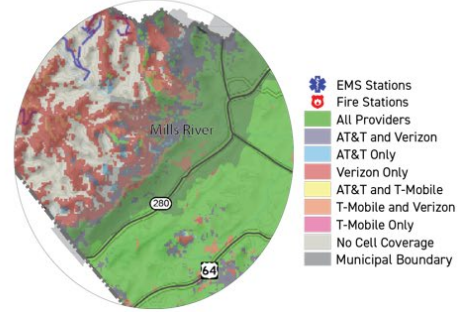 Mills River
280
64
EMS Stations
Fire Stations
All Providers
AT&T and Verizon
AT&T Only
Verizon Only
AT&T and T-Mobile
T-Mobile and Verizon
T-Mobile Only
No Cell Coverage
Municipal Boundary